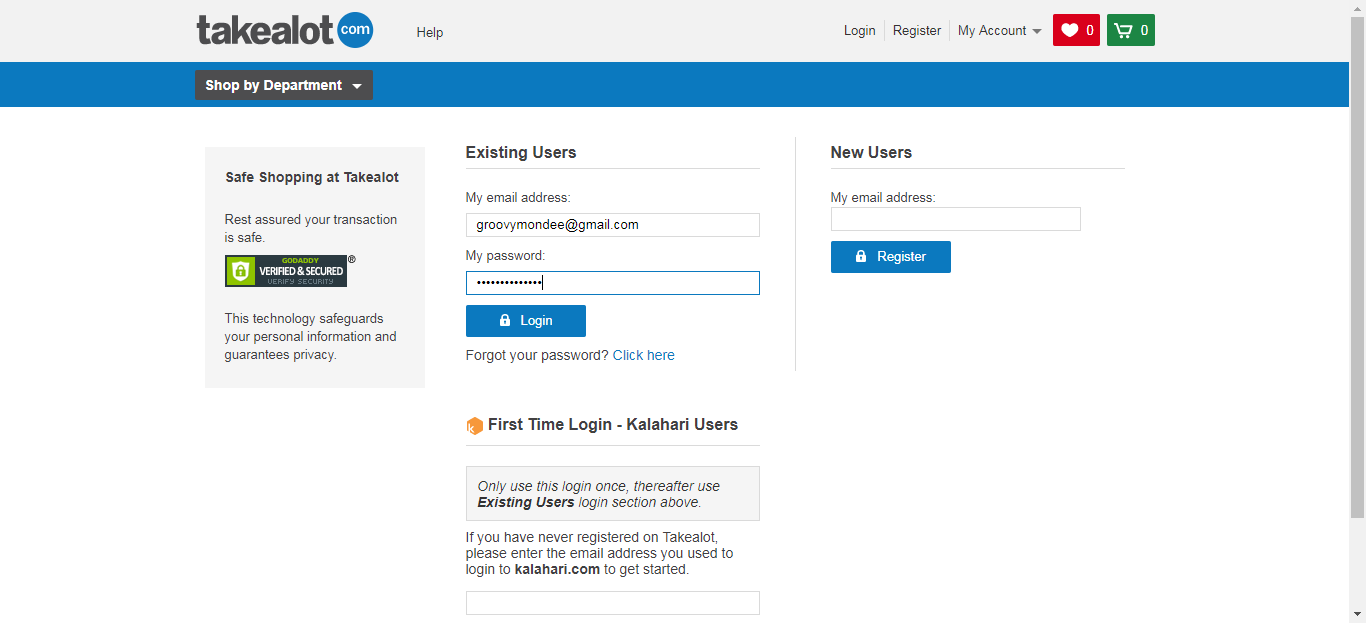 takealot com
Help
Login
Register
My Account
0
0
Shop by Department
Safe Shopping at Takealot
Rest assured your transaction
is safe.
GODADDY
VERIFIED & SECURED
VERIFY SECURITY
®
This technology safeguards
your personal information and
guarantees privacy.
Existing Users
My email address:
groovymondee@gmail.com
My password:
••••••••••••••
Login
Forgot your password? Click here
New Users
My email address:
Register
k
First Time Login - Kalahari Users
Only use this login once, thereafter use
Existing Users login section above.
If you have never registered on Takealot,
please enter the email address you used to
login to kalahari.com to get started.